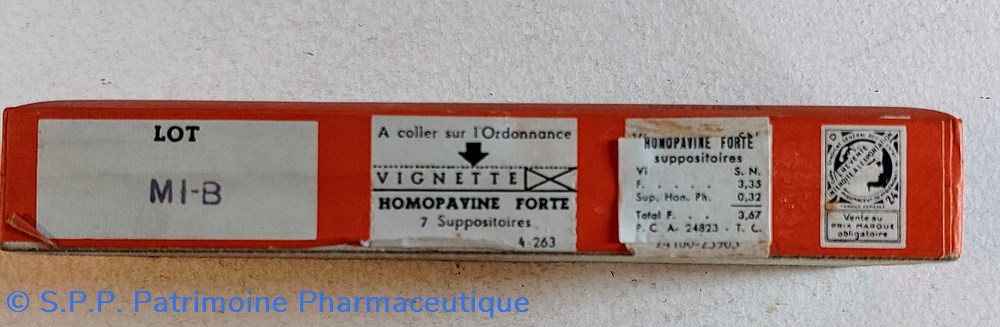 LOT
MI-B
A coller sur l'Ordonnance
VIGNETTE
HOMOPAVINE FORTE
7 Suppositoires
4-263
HOMOPAVINE FORTE
suppositoires
Vi S. N.
F. . . . . 3,35
Sup. Hon. Ph. 0,32
Total F. . . 3,67
P. C. A- 24823 - T. C.
24
Vente au
PRIX MARQUÉ
obligatoire
© S.P.P. Patrimoine Pharmaceutique